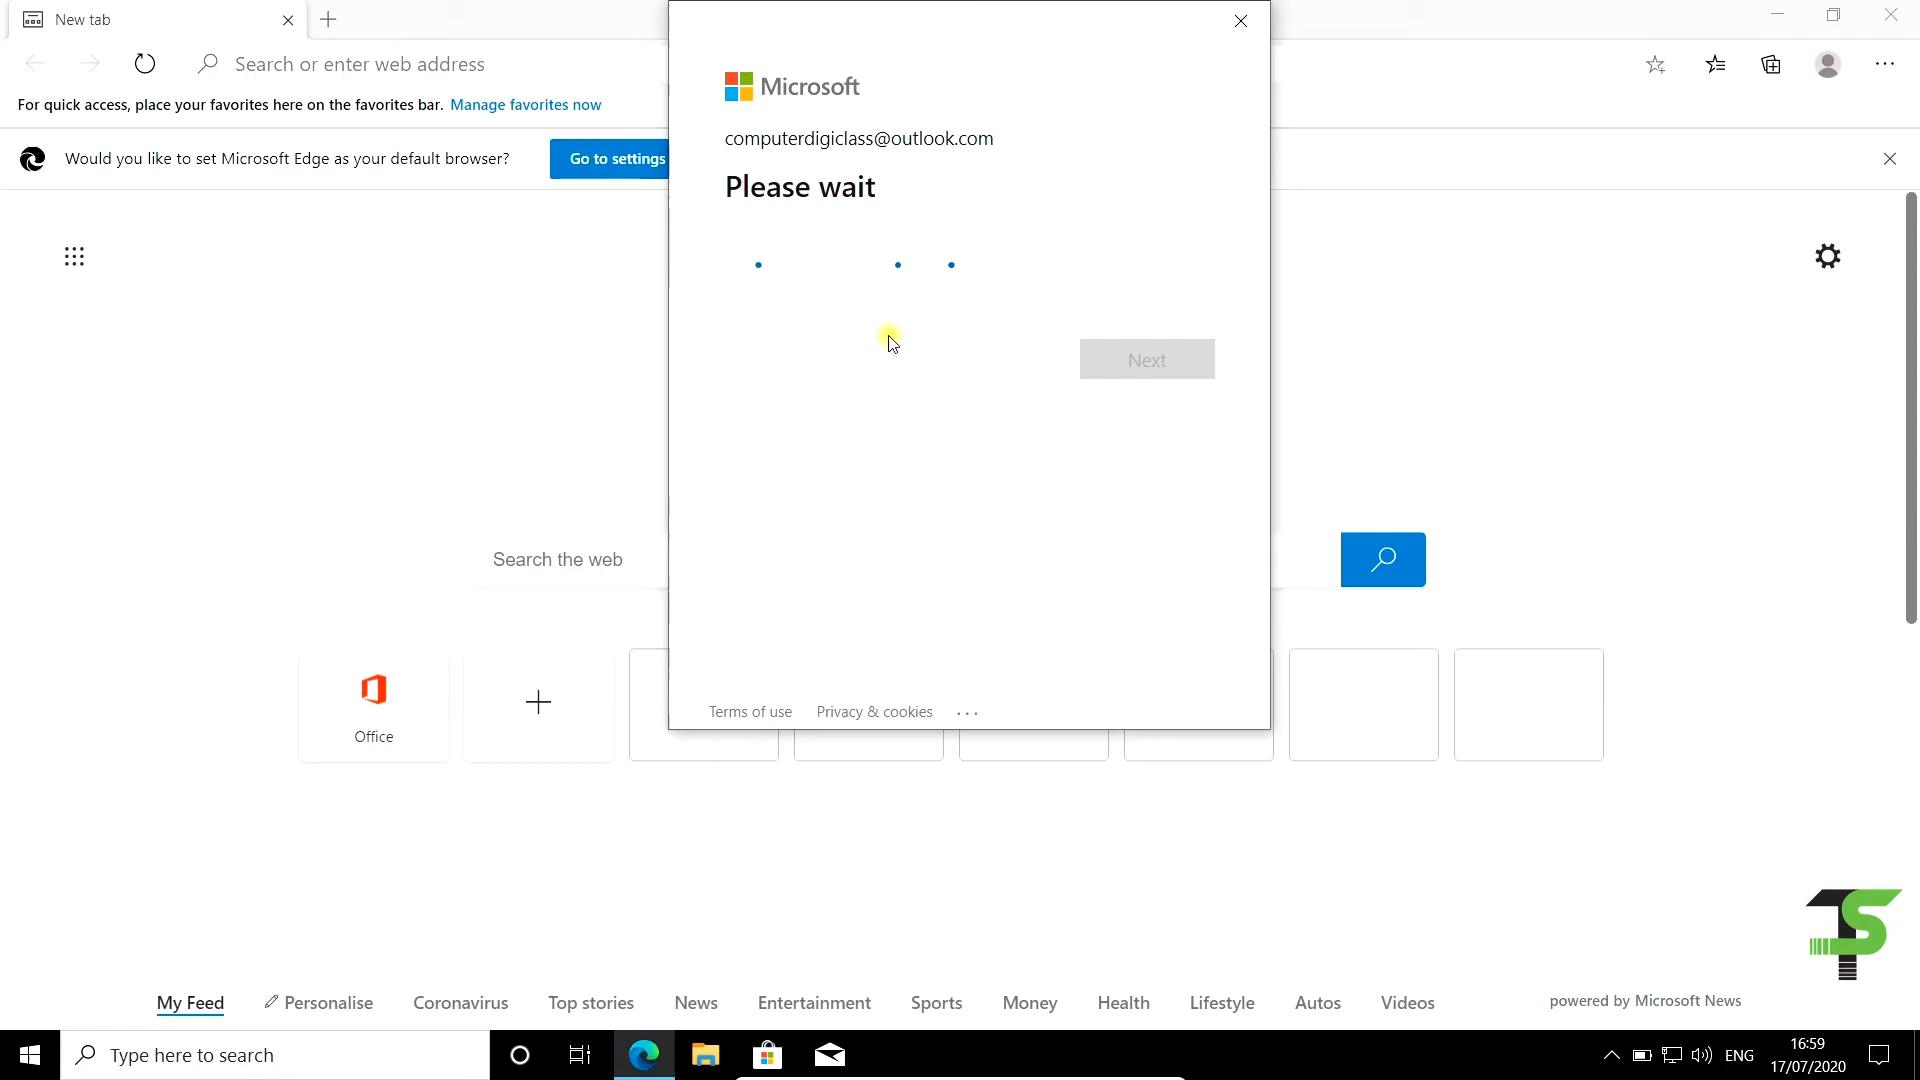 New tab
Search or enter web address
For quick access, place your favorites here on the favorites bar. Manage favorites now
Would you like to set Microsoft Edge as your default browser?
Go to settings
Microsoft
computerdigiclass@outlook.com
Please wait
Next
Search the web
Office
Terms of use
Privacy & cookies
TS
My Feed
Personalise
Coronavirus
Top stories
News
Entertainment
Sports
Money
Health
Lifestyle
Autos
Videos
powered by Microsoft News
Type here to search
ENG
16:59
17/07/2020